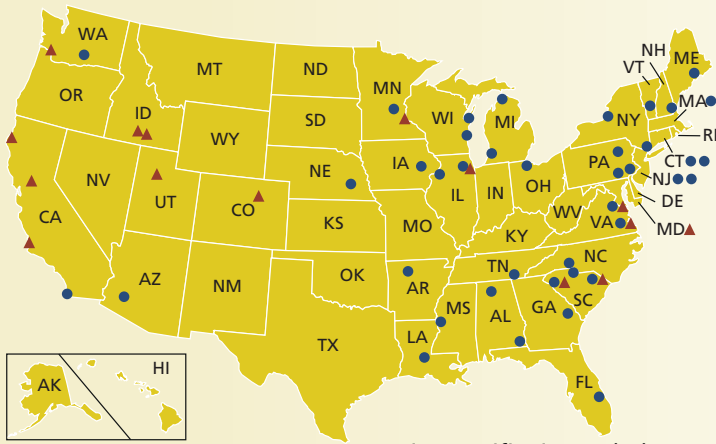 WA
MT
ND
MN
OR
ID
SD
WI
MI
VT
NH
ME
NY
MA
RI
CT
WY
NE
IA
PA
NJ
NV
UT
CO
IL
IN
OH
DE
CA
KS
MO
WV
VA
MD
KY
AZ
NM
OK
AR
TN
NC
SC
MS
AL
GA
TX
LA
FL
AK
HI